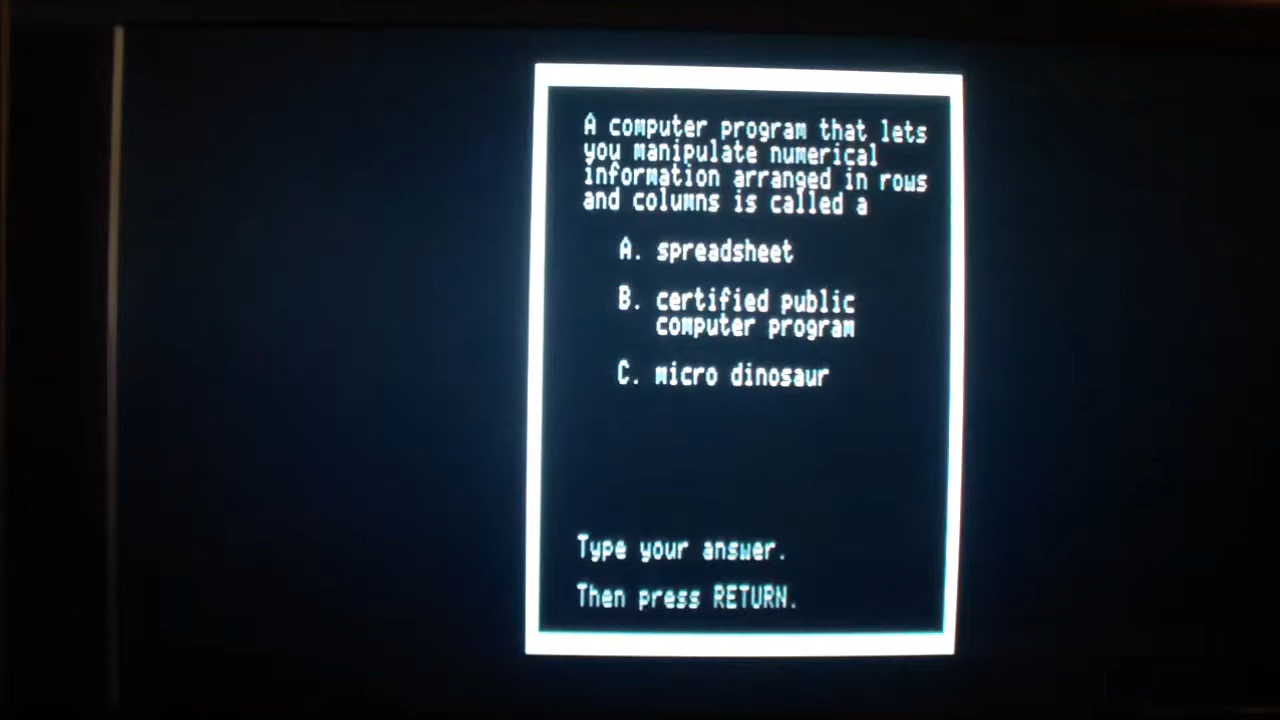 A computer program that lets
you manipulate numerical
information arranged in rows
and columns is called a
A. spreadsheet
B. certified public
computer program
C. micro dinosaur
Type your answer.
Then press RETURN.